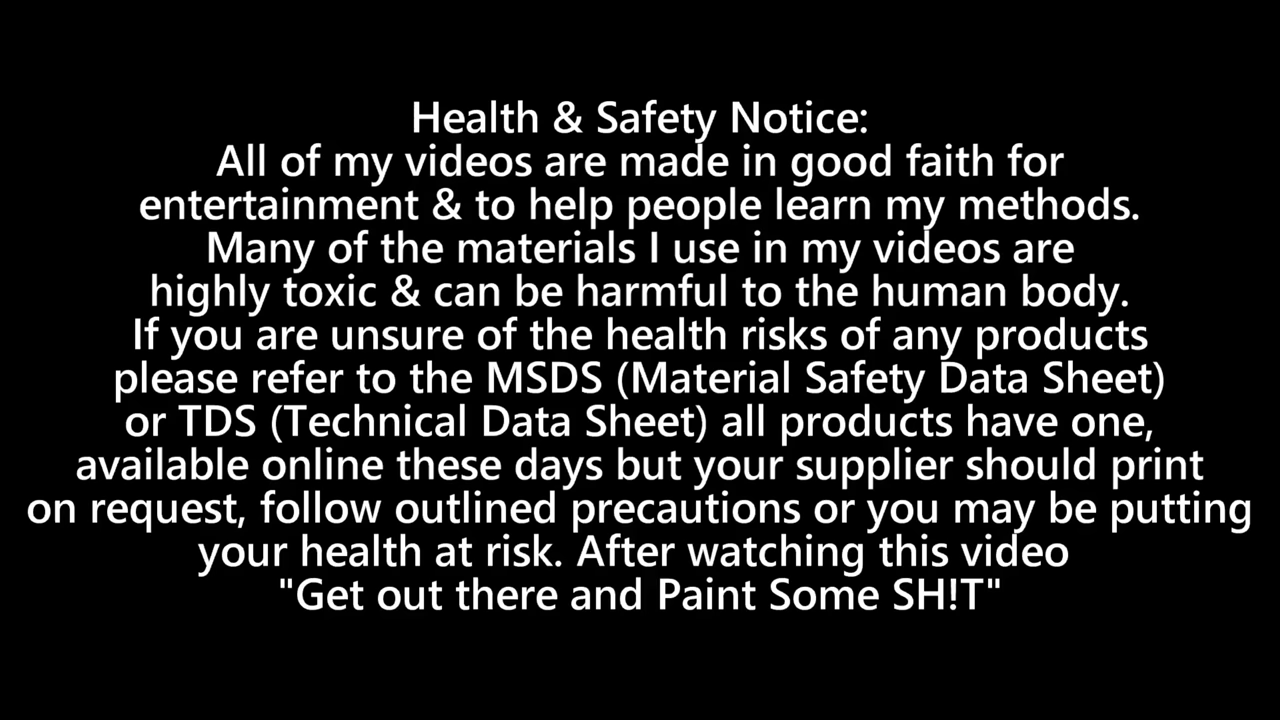 Health & Safety Notice:
All of my videos are made in good faith for
entertainment & to help people learn my methods.
Many of the materials I use in my videos are
highly toxic & can be harmful to the human body.
If you are unsure of the health risks of any products
please refer to the MSDS (Material Safety Data Sheet)
or TDS (Technical Data Sheet) all products have one,
available online these days but your supplier should print
on request, follow outlined precautions or you may be putting
your health at risk. After watching this video
"Get out there and Paint Some SH!T"